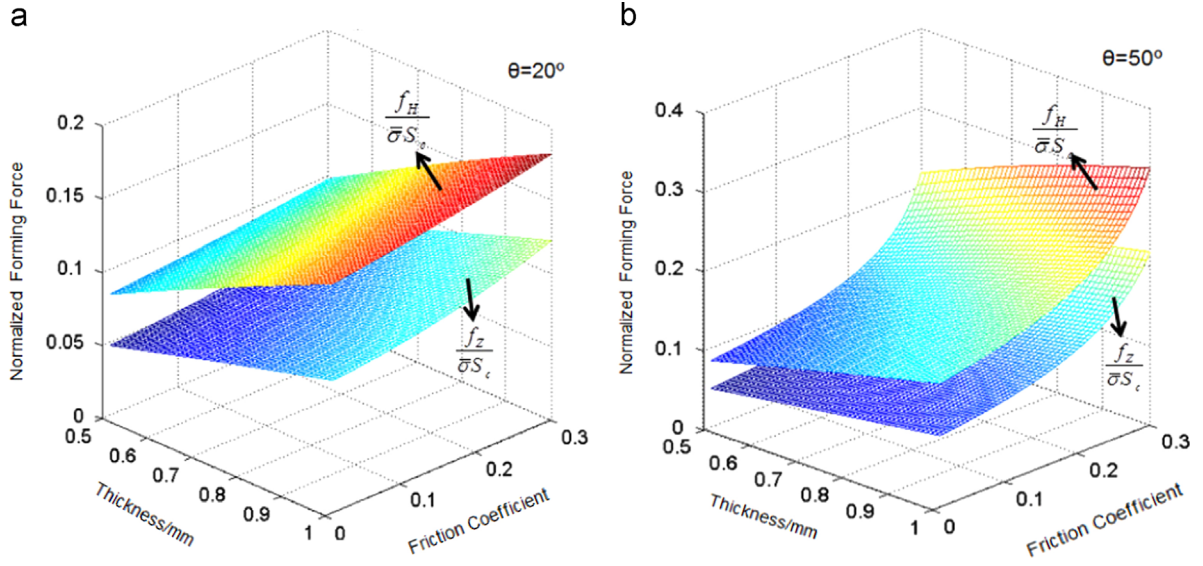 a
θ=20º
f_H
σ̅S_c
0.2
0.15
0.1
0.05
0
Normalized Forming Force
f_Z
σ̅S_c
0.5
0.6
0.7
0.8
0.9
1
Thickness/mm
0
0.1
0.2
0.3
Friction Coefficient
b
θ=50º
f_H
σ̅S_c
0.4
0.3
0.2
0.1
0
Normalized Forming Force
f_Z
σ̅S_c
0.5
0.6
0.7
0.8
0.9
1
Thickness/mm
0
0.1
0.2
0.3
Friction Coefficient